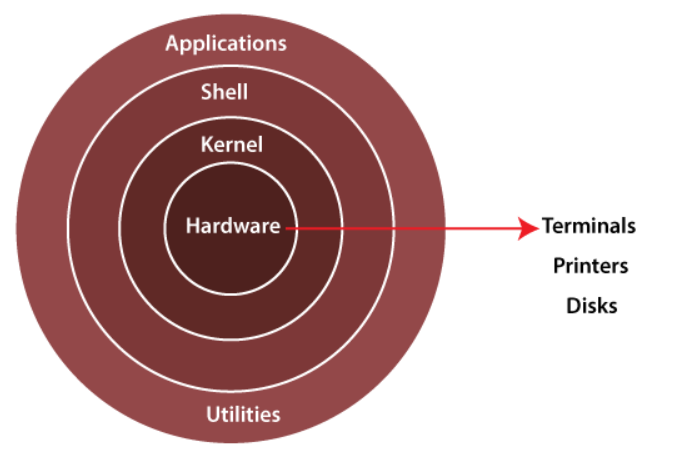 Applications
Shell
Kernel
Hardware
Terminals
Printers
Disks
Utilities